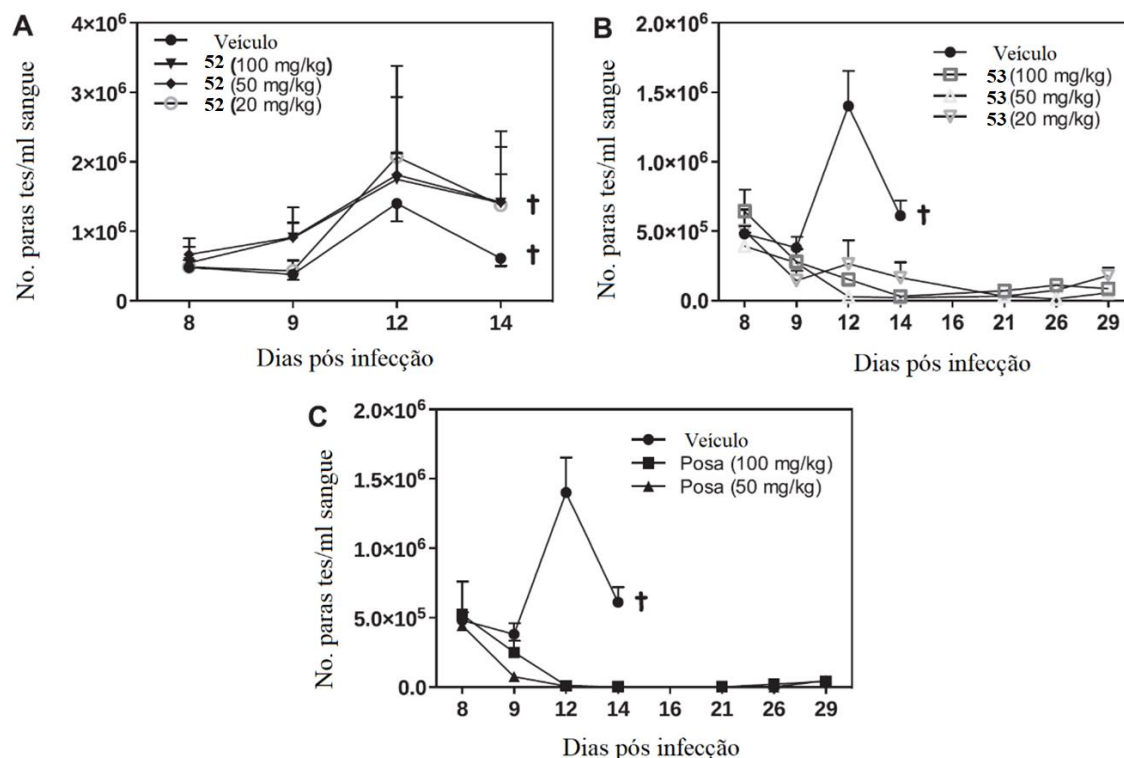 A
4×10⁶
3×10⁶
2×10⁶
1×10⁶
0
No. paras tes/ml sangue
Veículo
52 (100 mg/kg)
52 (50 mg/kg)
52 (20 mg/kg)
†
†
8 9 12 14
Dias pós infecção
B
2.0×10⁶
1.5×10⁶
1.0×10⁶
5.0×10⁵
0.0
No. paras tes/ml sangue
Veículo
53 (100 mg/kg)
53 (50 mg/kg)
53 (20 mg/kg)
†
8 9 12 14 16 21 26 29
Dias pós infecção
C
2.0×10⁶
1.5×10⁶
1.0×10⁶
5.0×10⁵
0.0
No. paras tes/ml sangue
Veículo
Posa (100 mg/kg)
Posa (50 mg/kg)
†
8 9 12 14 16 21 26 29
Dias pós infecção